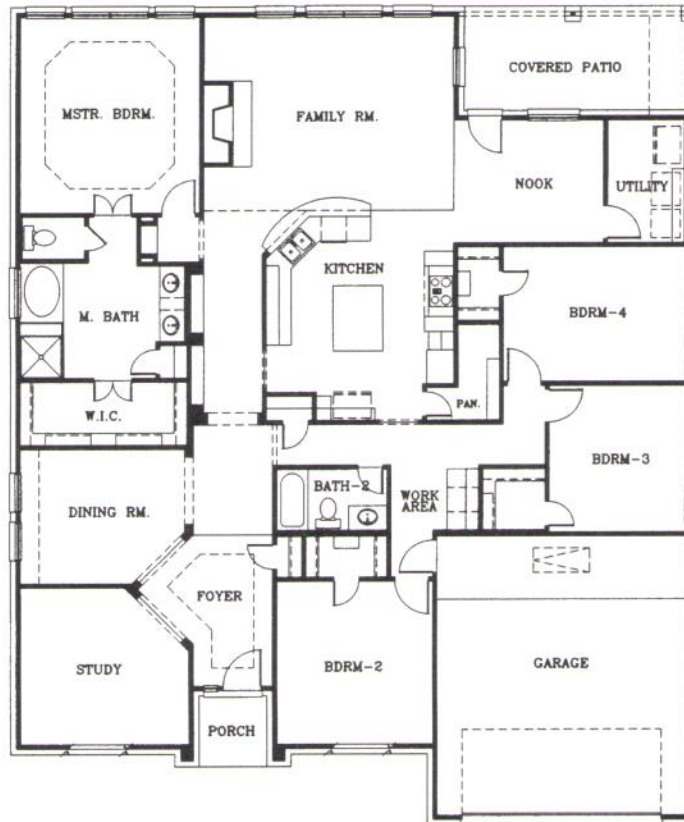 COVERED PATIO
MSTR. BDRM.
FAMILY RM.
NOOK
UTILITY
KITCHEN
M. BATH
BDRM-4
W.I.C.
PAN.
BDRM-3
BATH-2
WORK
AREA
DINING RM.
FOYER
STUDY
BDRM-2
GARAGE
PORCH